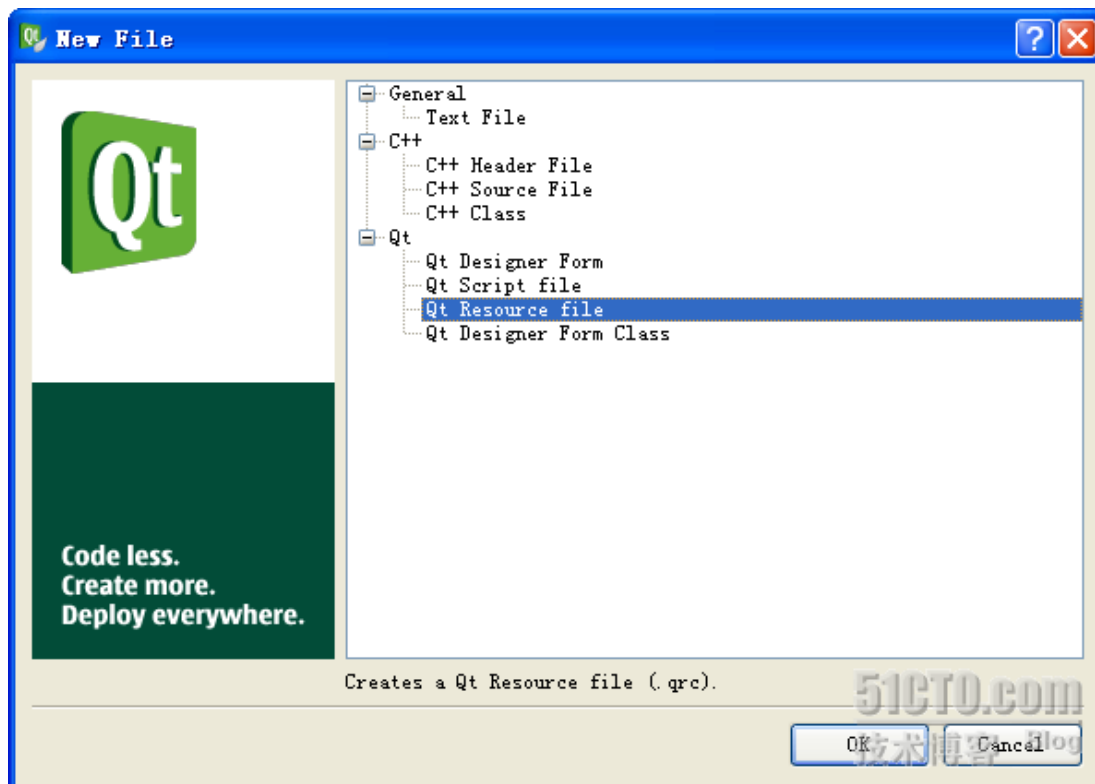 New File
Qt
General
Text File
C++
C++ Header File
C++ Source File
C++ Class
Qt
Qt Designer Form
Qt Script file
Qt Resource file
Qt Designer Form Class
Code less.
Create more.
Deploy everywhere.
Creates a Qt Resource file (.qrc).
51CTO.com
OK Cancel
技术博客 Blog